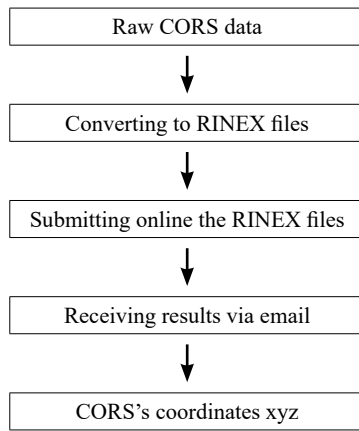 Raw CORS data
Converting to RINEX files
Submitting online the RINEX files
Receiving results via email
CORS’s coordinates xyz